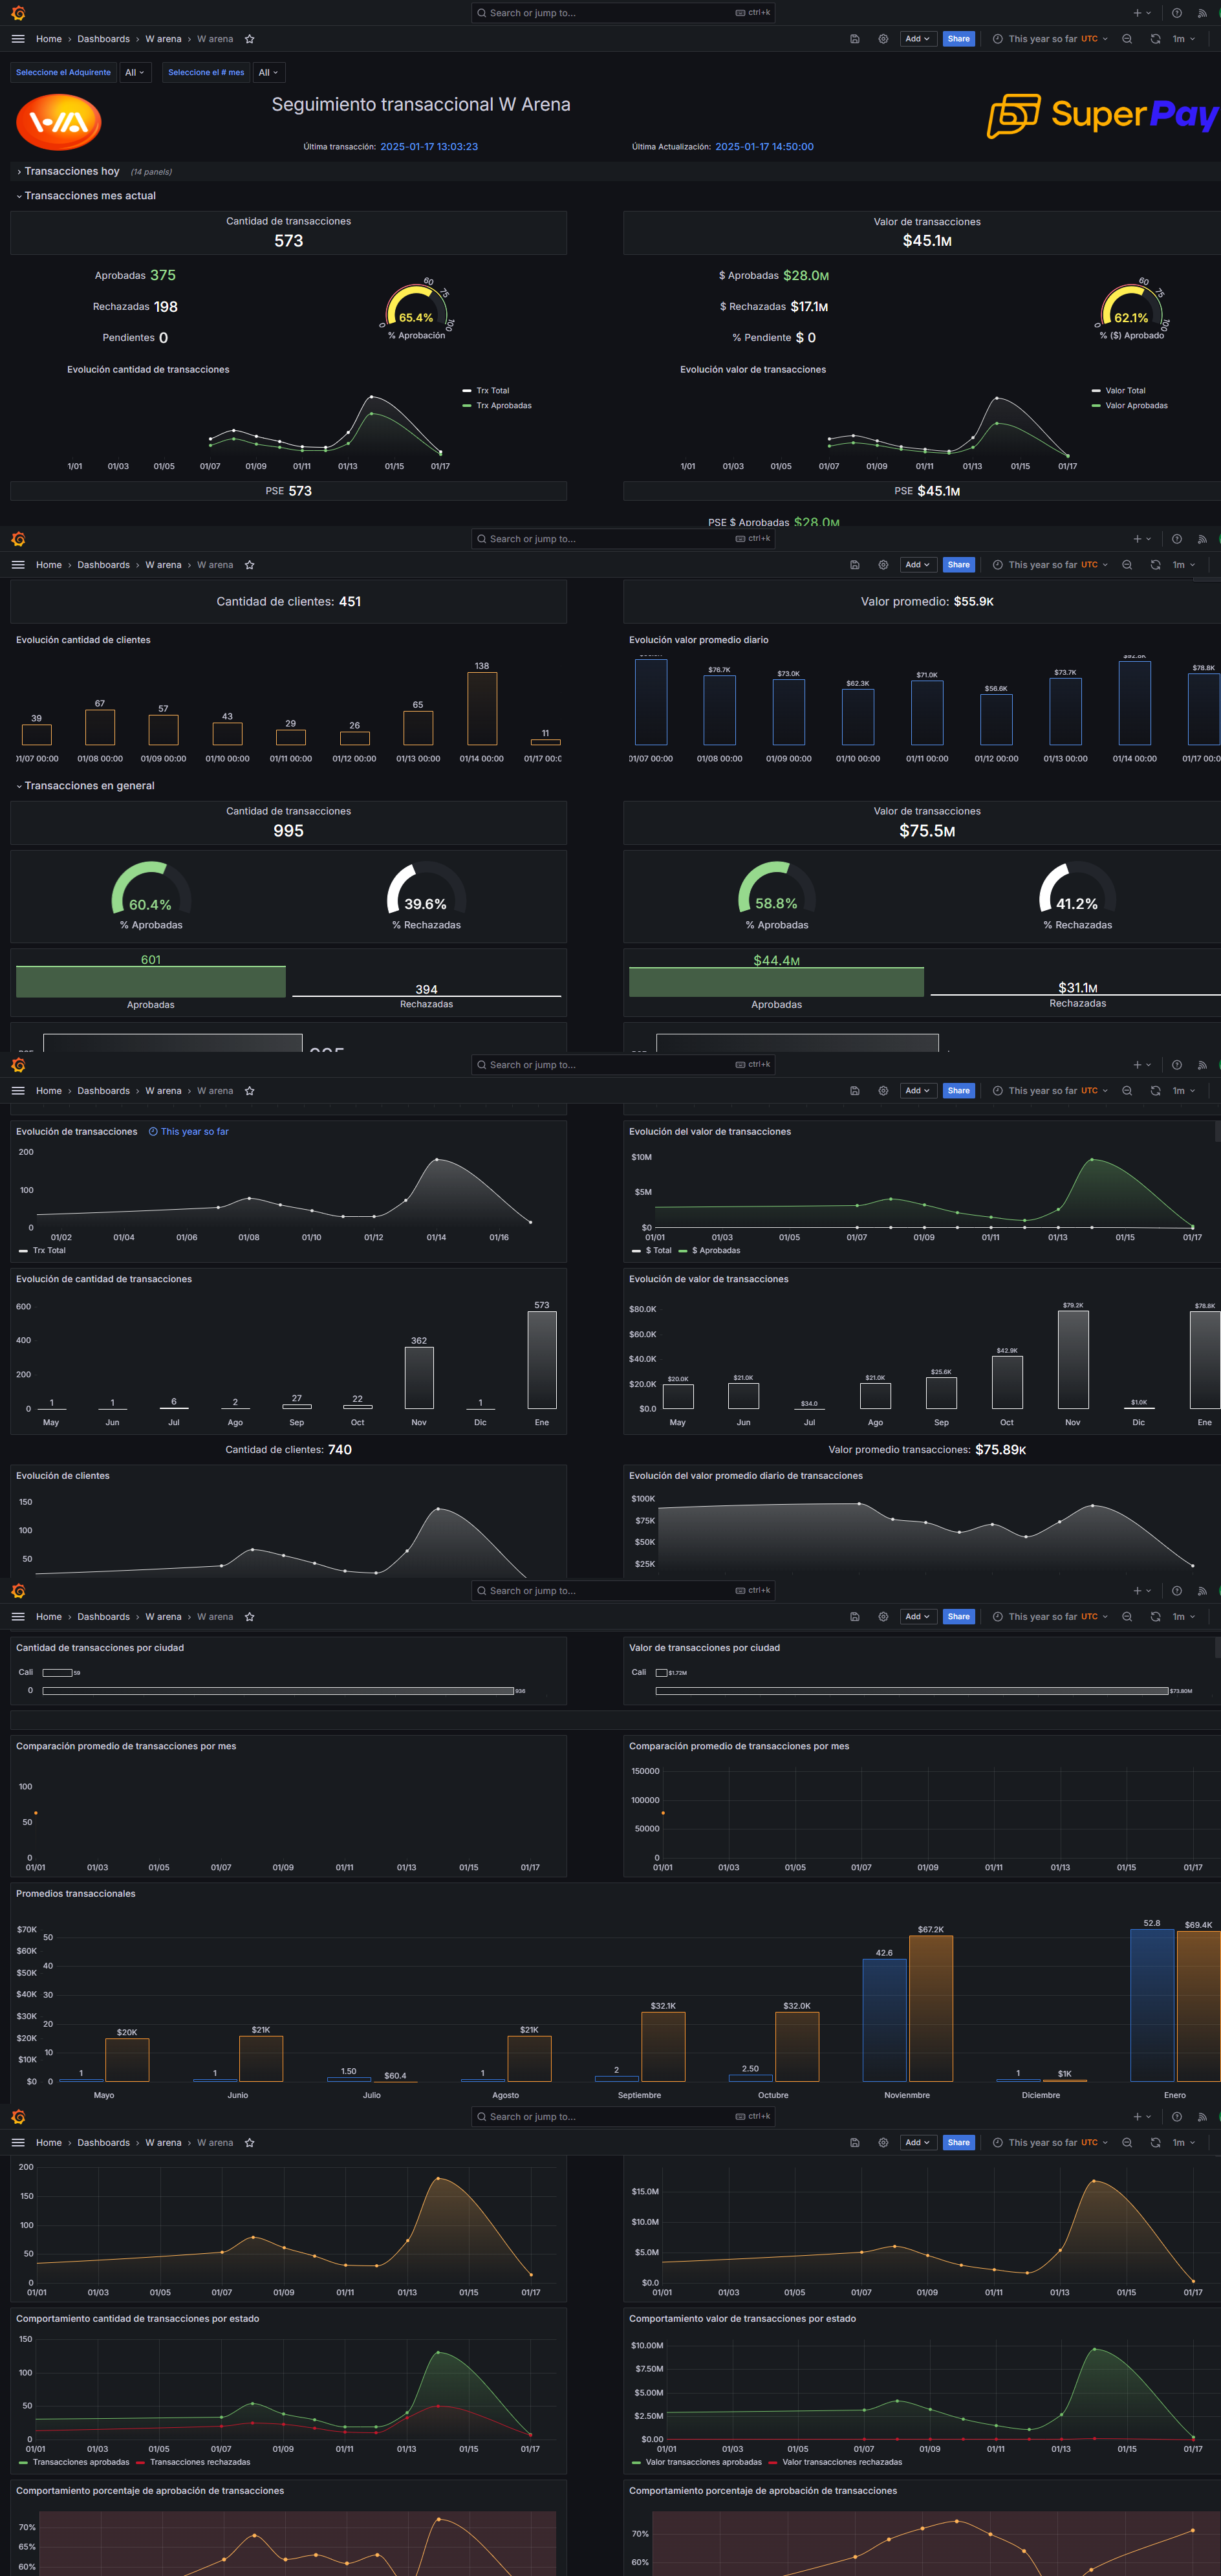 Search or jump to... ctrl+k
Home › Dashboards › W arena › W arena Add Share This year so far UTC 1m
Seleccione el Adquirente All Seleccione el # mes All
Seguimiento transaccional W Arena
SuperPay
Última transacción: 2025-01-17 13:03:23 Última Actualización: 2025-01-17 14:50:00
Transacciones hoy (14 panels)
Transacciones mes actual
Cantidad de transacciones
573
Valor de transacciones
$45.1M
Aprobadas 375
Rechazadas 198
Pendientes 0
0 60 75 100
65.4%
% Aprobación
$ Aprobadas $28.0M
$ Rechazadas $17.1M
% Pendiente $ 0
0 60 75 100
62.1%
% ($) Aprobado
Evolución cantidad de transacciones
Trx Total
Trx Aprobadas
1/01 01/03 01/05 01/07 01/09 01/11 01/13 01/15 01/17
Evolución valor de transacciones
Valor Total
Valor Aprobadas
1/01 01/03 01/05 01/07 01/09 01/11 01/13 01/15 01/17
PSE 573
PSE $45.1M
PSE $ Aprobadas $28.0M
Search or jump to... ctrl+k
Home › Dashboards › W arena › W arena Add Share This year so far UTC 1m
Cantidad de clientes: 451
Valor promedio: $55.9K
Evolución cantidad de clientes
39 67 57 43 29 26 65 138 11
01/07 00:00 01/08 00:00 01/09 00:00 01/10 00:00 01/11 00:00 01/12 00:00 01/13 00:00 01/14 00:00 01/17 00:0
Evolución valor promedio diario
$76.7K $73.0K $62.3K $71.0K $56.6K $73.7K $92.8K $78.8K
01/07 00:00 01/08 00:00 01/09 00:00 01/10 00:00 01/11 00:00 01/12 00:00 01/13 00:00 01/14 00:00 01/17 00:0
Transacciones en general
Cantidad de transacciones
995
Valor de transacciones
$75.5M
60.4%
% Aprobadas
39.6%
% Rechazadas
58.8%
% Aprobadas
41.2%
% Rechazadas
601
Aprobadas
394
Rechazadas
$44.4M
Aprobadas
$31.1M
Rechazadas
Search or jump to... ctrl+k
Home › Dashboards › W arena › W arena Add Share This year so far UTC 1m
Evolución de transacciones This year so far
200
100
0
01/02 01/04 01/06 01/08 01/10 01/12 01/14 01/16
Trx Total
Evolución del valor de transacciones
$10M
$5M
$0
01/01 01/03 01/05 01/07 01/09 01/11 01/13 01/15 01/17
$ Total $ Aprobadas
Evolución de cantidad de transacciones
600
400
200
0
1 1 6 2 27 22 362 1 573
May Jun Jul Ago Sep Oct Nov Dic Ene
Evolución de valor de transacciones
$80.0K
$60.0K
$40.0K
$20.0K
$0.0
$20.0K $21.0K $34.0 $21.0K $25.6K $42.9K $79.2K $1.0K $78.8K
May Jun Jul Ago Sep Oct Nov Dic Ene
Cantidad de clientes: 740
Valor promedio transacciones: $75.89K
Evolución de clientes
150
100
50
Evolución del valor promedio diario de transacciones
$100K
$75K
$50K
$25K
Search or jump to... ctrl+k
Home › Dashboards › W arena › W arena Add Share This year so far UTC 1m
Cantidad de transacciones por ciudad
Cali 59
0 936
Valor de transacciones por ciudad
Cali $1.72M
$73.80M
Comparación promedio de transacciones por mes
100
50
0
01/01 01/03 01/05 01/07 01/09 01/11 01/13 01/15 01/17
Comparación promedio de transacciones por mes
150000
100000
50000
0
01/01 01/03 01/05 01/07 01/09 01/11 01/13 01/15 01/17
Promedios transaccionales
$70K
$60K
$50K
$40K
$30K
$20K
$10K
$0
50
40
30
20
10
0
1 $20K 1 $21K 1.50 $60.4 1 $21K 2 $32.1K 2.50 $32.0K 42.6 $67.2K 1 $1K 52.8 $69.4K
Mayo Junio Julio Agosto Septiembre Octubre Novienmbre Diciembre Enero
Search or jump to... ctrl+k
Home › Dashboards › W arena › W arena Add Share This year so far UTC 1m
200
150
100
50
0
01/01 01/03 01/05 01/07 01/09 01/11 01/13 01/15 01/17
$15.0M
$10.0M
$5.0M
$0.0
01/01 01/03 01/05 01/07 01/09 01/11 01/13 01/15 01/17
Comportamiento cantidad de transacciones por estado
150
100
50
0
01/01 01/03 01/05 01/07 01/09 01/11 01/13 01/15 01/17
Transacciones aprobadas Transacciones rechazadas
Comportamiento valor de transacciones por estado
$10.00M
$7.50M
$5.00M
$2.50M
$0.00
01/01 01/03 01/05 01/07 01/09 01/11 01/13 01/15 01/17
Valor transacciones aprobadas Valor transacciones rechazadas
Comportamiento porcentaje de aprobación de transacciones
70%
65%
60%
Comportamiento porcentaje de aprobación de transacciones
70%
60%